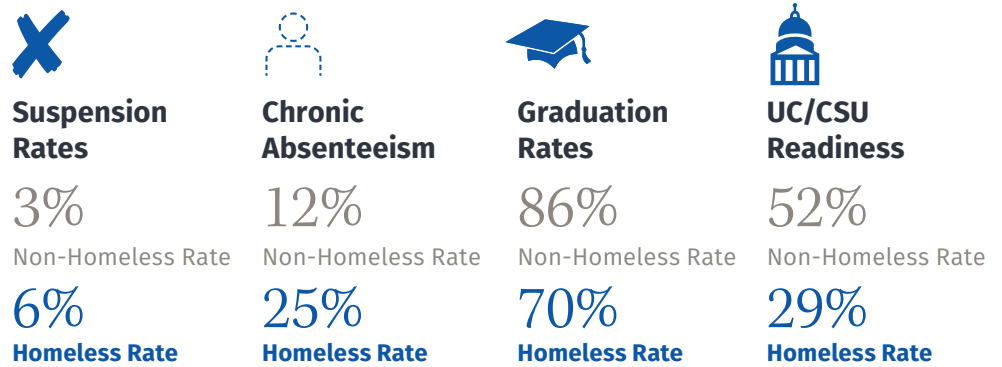 Suspension
Rates
3%
Non-Homeless Rate
6%
Homeless Rate
Chronic
Absenteeism
12%
Non-Homeless Rate
25%
Homeless Rate
Graduation
Rates
86%
Non-Homeless Rate
70%
Homeless Rate
UC/CSU
Readiness
52%
Non-Homeless Rate
29%
Homeless Rate